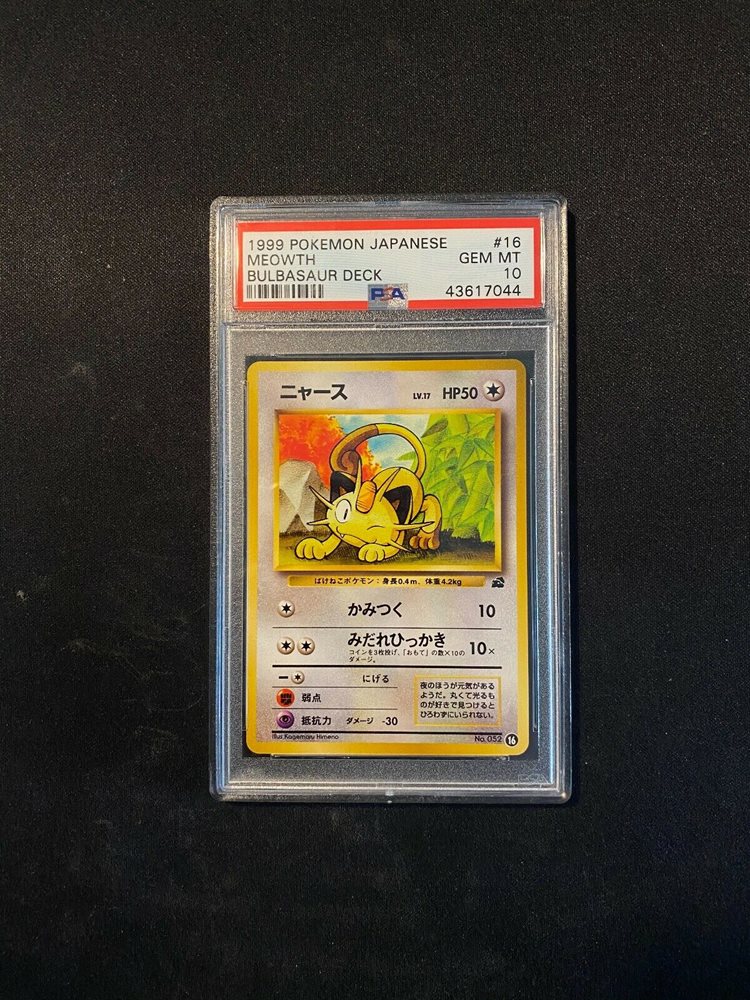 1999 POKEMON JAPANESE #16
MEOWTH GEM MT
BULBASAUR DECK 10
PSA 43617044
ニャース LV.17 HP50
ばけねこポケモン：身長0.4m、体重4.2kg
かみつく 10
みだれひっかき 10×
コインを3枚投げ、「おもて」の数×10の
ダメージ。
にげる
弱点
抵抗力 ダメージ -30
夜のほうが元気がある
ようだ。丸くて光るも
のが好きで見つけると
ひろわずにいられない。
Illus. Kagemaru Himeno No. 052 16